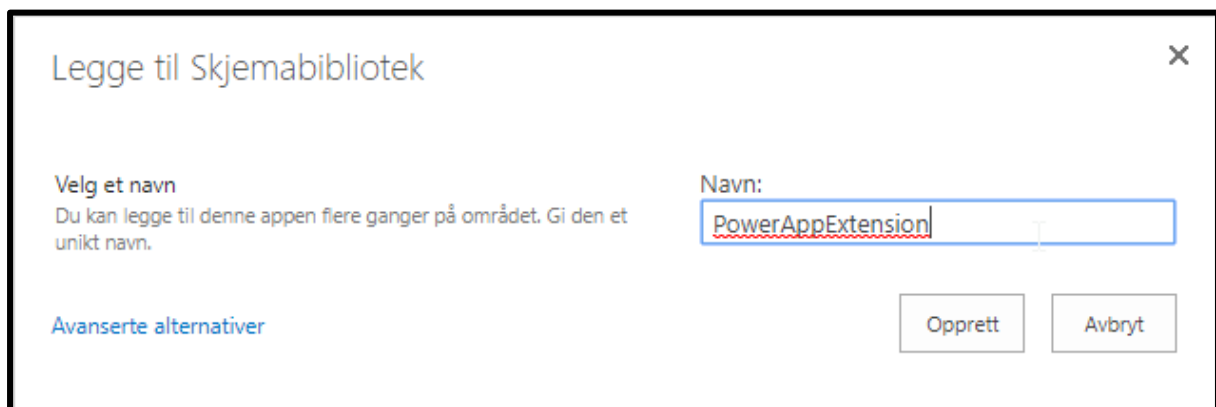 Legge til Skjemabibliotek
Velg et navn
Du kan legge til denne appen flere ganger på området. Gi den et
unikt navn.
Navn:
PowerAppExtension
Avanserte alternativer
Opprett
Avbryt